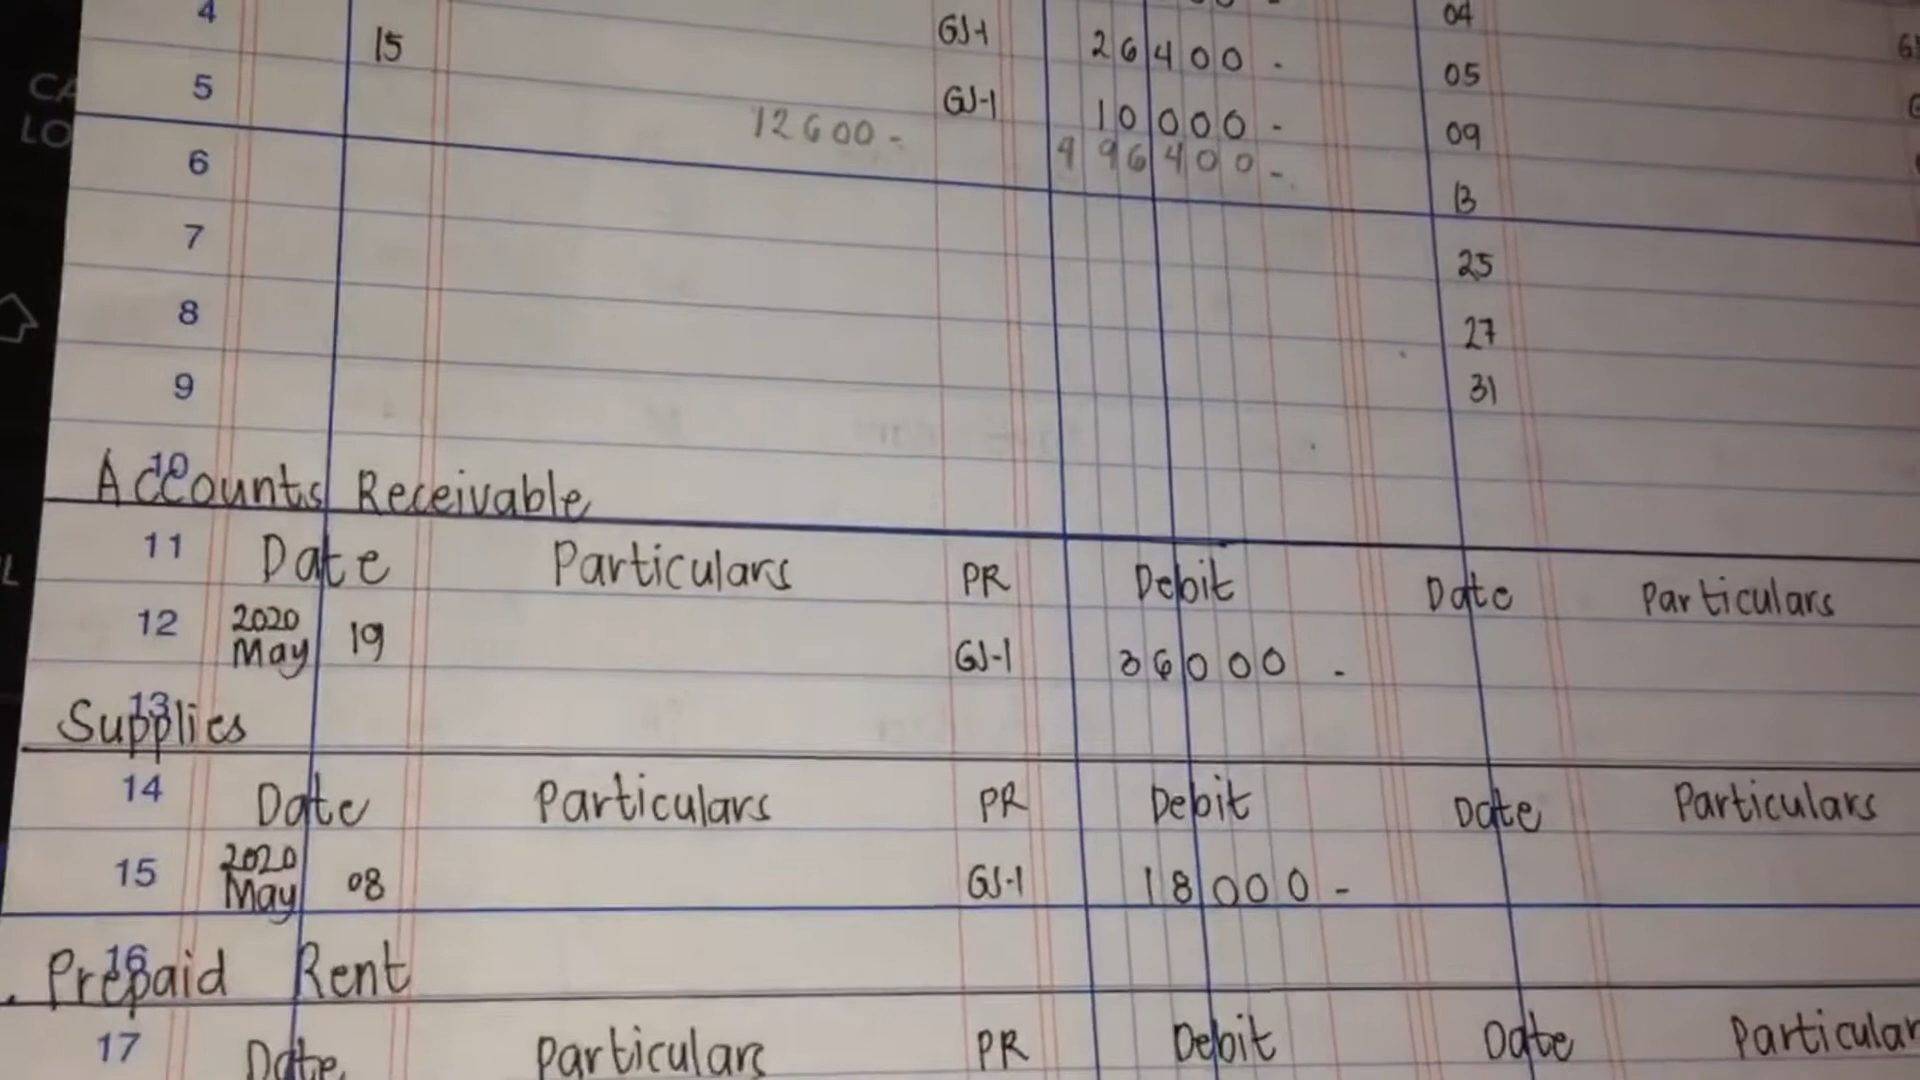 4 GJ-1 26400 - 04
15 05
5 GJ-1 10000 - 09
12600 - 496400 -
6 13
7 25
8 27
9 31
10 Accounts Receivable
11 Date Particulars PR Debit Date Particulars
12 2020 May 19 GJ-1 36000 -
13 Supplies
14 Date Particulars PR Debit Date Particulars
15 2020 May 08 GJ-1 18000 -
16 Prepaid Rent
17 Date Particulars PR Debit Date Particular